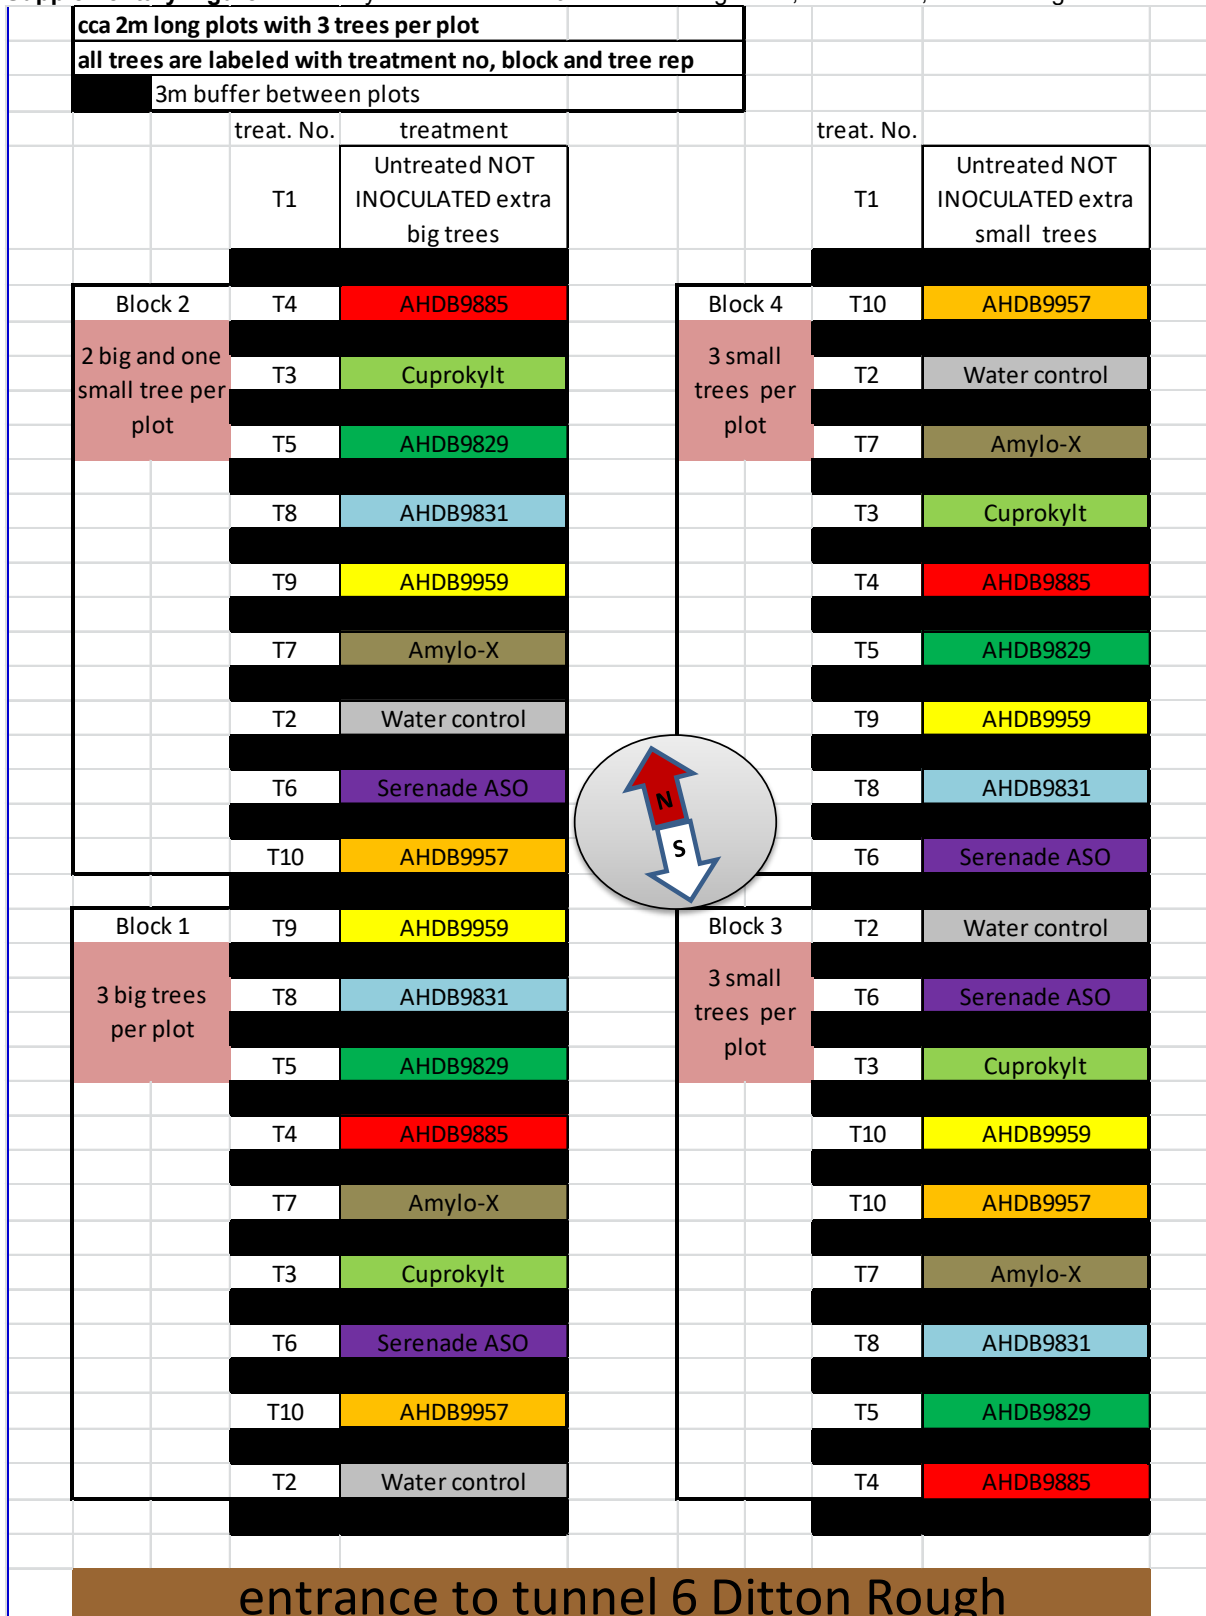 cca 2m long plots with 3 trees per plot
all trees are labeled with treatment no, block and tree rep
3m buffer between plots
treat. No. treatment treat. No.
T1 Untreated NOT INOCULATED extra big trees T1 Untreated NOT INOCULATED extra small trees
Block 2 T4 AHDB9885 Block 4 T10 AHDB9957
2 big and one small tree per plot 3 small trees per plot
T3 Cuprokylt T2 Water control
T5 AHDB9829 T7 Amylo-X
T8 AHDB9831 T3 Cuprokylt
T9 AHDB9959 T4 AHDB9885
T7 Amylo-X T5 AHDB9829
T2 Water control T9 AHDB9959
N
T6 Serenade ASO T8 AHDB9831
S
T10 AHDB9957 T6 Serenade ASO
Block 1 T9 AHDB9959 Block 3 T2 Water control
3 big trees per plot 3 small trees per plot
T8 AHDB9831 T6 Serenade ASO
T5 AHDB9829 T3 Cuprokylt
T4 AHDB9885 T10 AHDB9959
T7 Amylo-X T10 AHDB9957
T3 Cuprokylt T7 Amylo-X
T6 Serenade ASO T8 AHDB9831
T10 AHDB9957 T5 AHDB9829
T2 Water control T4 AHDB9885
entrance to tunnel 6 Ditton Rough